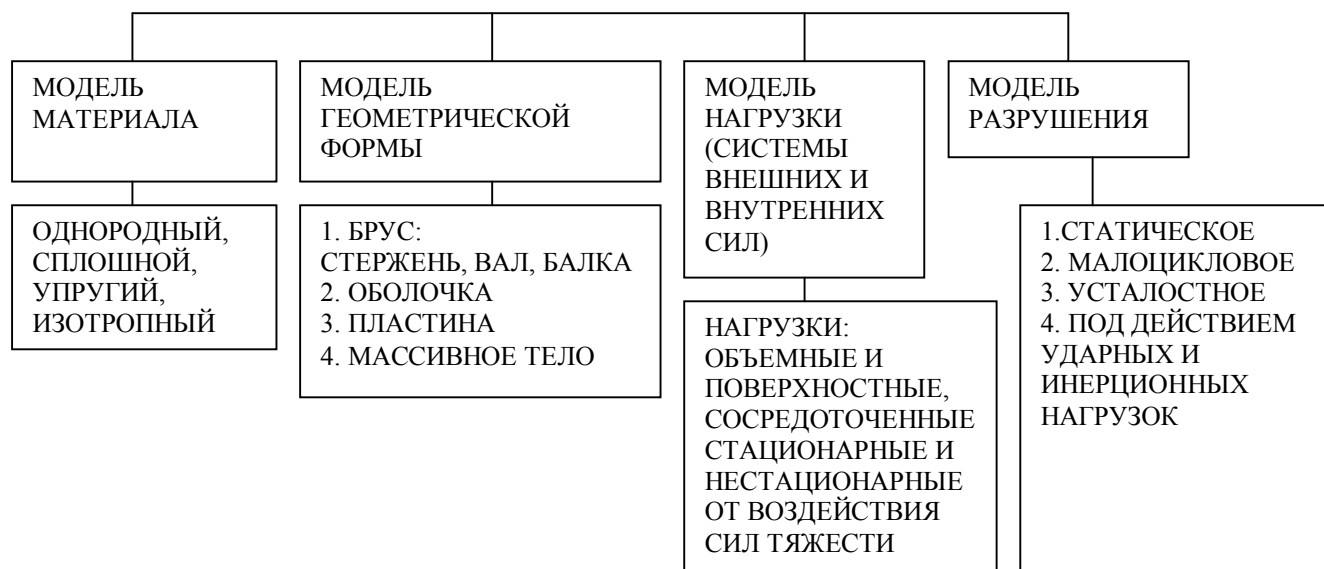 МОДЕЛЬ
МАТЕРИАЛА
МОДЕЛЬ
ГЕОМЕТРИЧЕСКОЙ
ФОРМЫ
МОДЕЛЬ
НАГРУЗКИ
(СИСТЕМЫ
ВНЕШНИХ И
ВНУТРЕННИХ
СИЛ)
МОДЕЛЬ
РАЗРУШЕНИЯ
ОДНОРОДНЫЙ,
СПЛОШНОЙ,
УПРУГИЙ,
ИЗОТРОПНЫЙ
1. БРУС:
СТЕРЖЕНЬ, ВАЛ, БАЛКА
2. ОБОЛОЧКА
3. ПЛАСТИНА
4. МАССИВНОЕ ТЕЛО
НАГРУЗКИ:
ОБЪЕМНЫЕ И
ПОВЕРХНОСТНЫЕ,
СОСРЕДОТОЧЕННЫЕ
СТАЦИОНАРНЫЕ И
НЕСТАЦИОНАРНЫЕ
ОТ ВОЗДЕЙСТВИЯ
СИЛ ТЯЖЕСТИ
1.СТАТИЧЕСКОЕ
2. МАЛОЦИКЛОВОЕ
3. УСТАЛОСТНОЕ
4. ПОД ДЕЙСТВИЕМ
УДАРНЫХ И
ИНЕРЦИОННЫХ
НАГРУЗОК